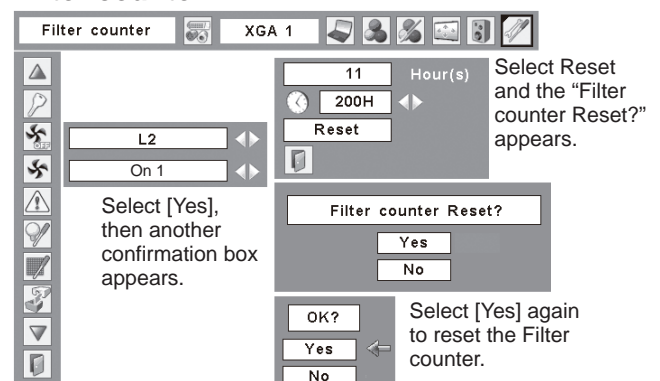 Filter counter
XGA 1
11 Hour(s)
200H
Reset
Select Reset
and the “Filter
counter Reset?”
appears.
OFF
L2
On 1
Select [Yes],
then another
confirmation box
appears.
Filter counter Reset?
Yes
No
OK?
Yes
No
Select [Yes] again
to reset the Filter
counter.